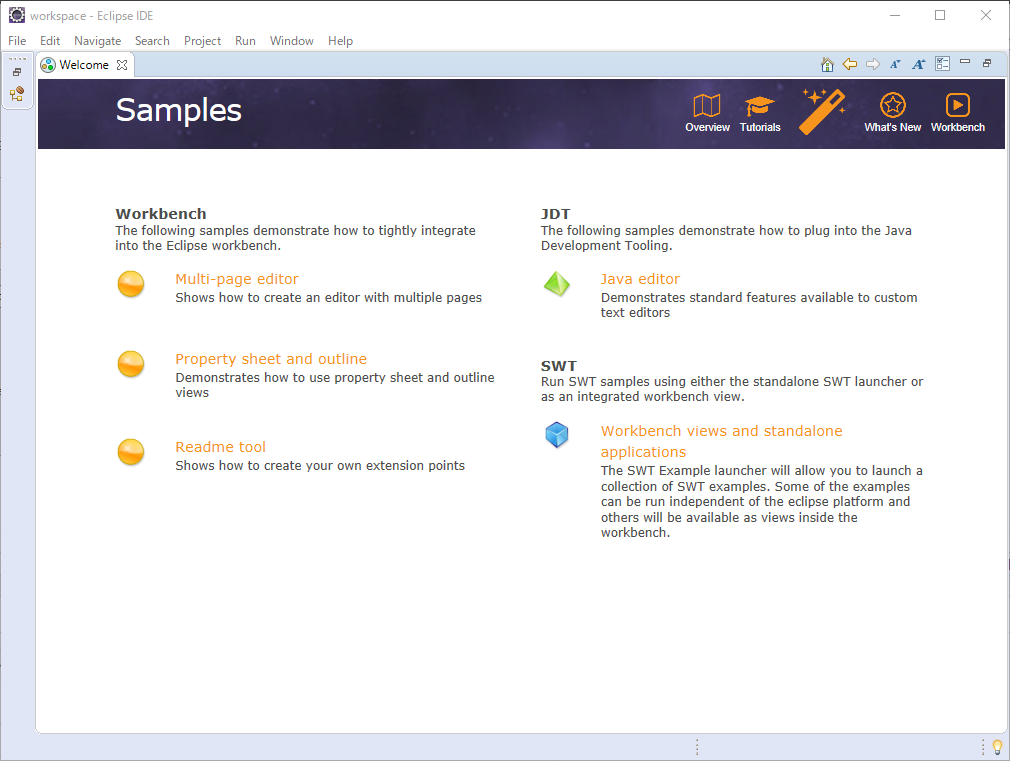 workspace - Eclipse IDE
File Edit Navigate Search Project Run Window Help
Welcome
Samples
Overview
Tutorials
What's New
Workbench
Workbench
The following samples demonstrate how to tightly integrate
into the Eclipse workbench.
Multi-page editor
Shows how to create an editor with multiple pages
Property sheet and outline
Demonstrates how to use property sheet and outline
views
Readme tool
Shows how to create your own extension points
JDT
The following samples demonstrate how to plug into the Java
Development Tooling.
Java editor
Demonstrates standard features available to custom
text editors
SWT
Run SWT samples using either the standalone SWT launcher or
as an integrated workbench view.
Workbench views and standalone
applications
The SWT Example launcher will allow you to launch a
collection of SWT examples. Some of the examples
can be run independent of the eclipse platform and
others will be available as views inside the
workbench.